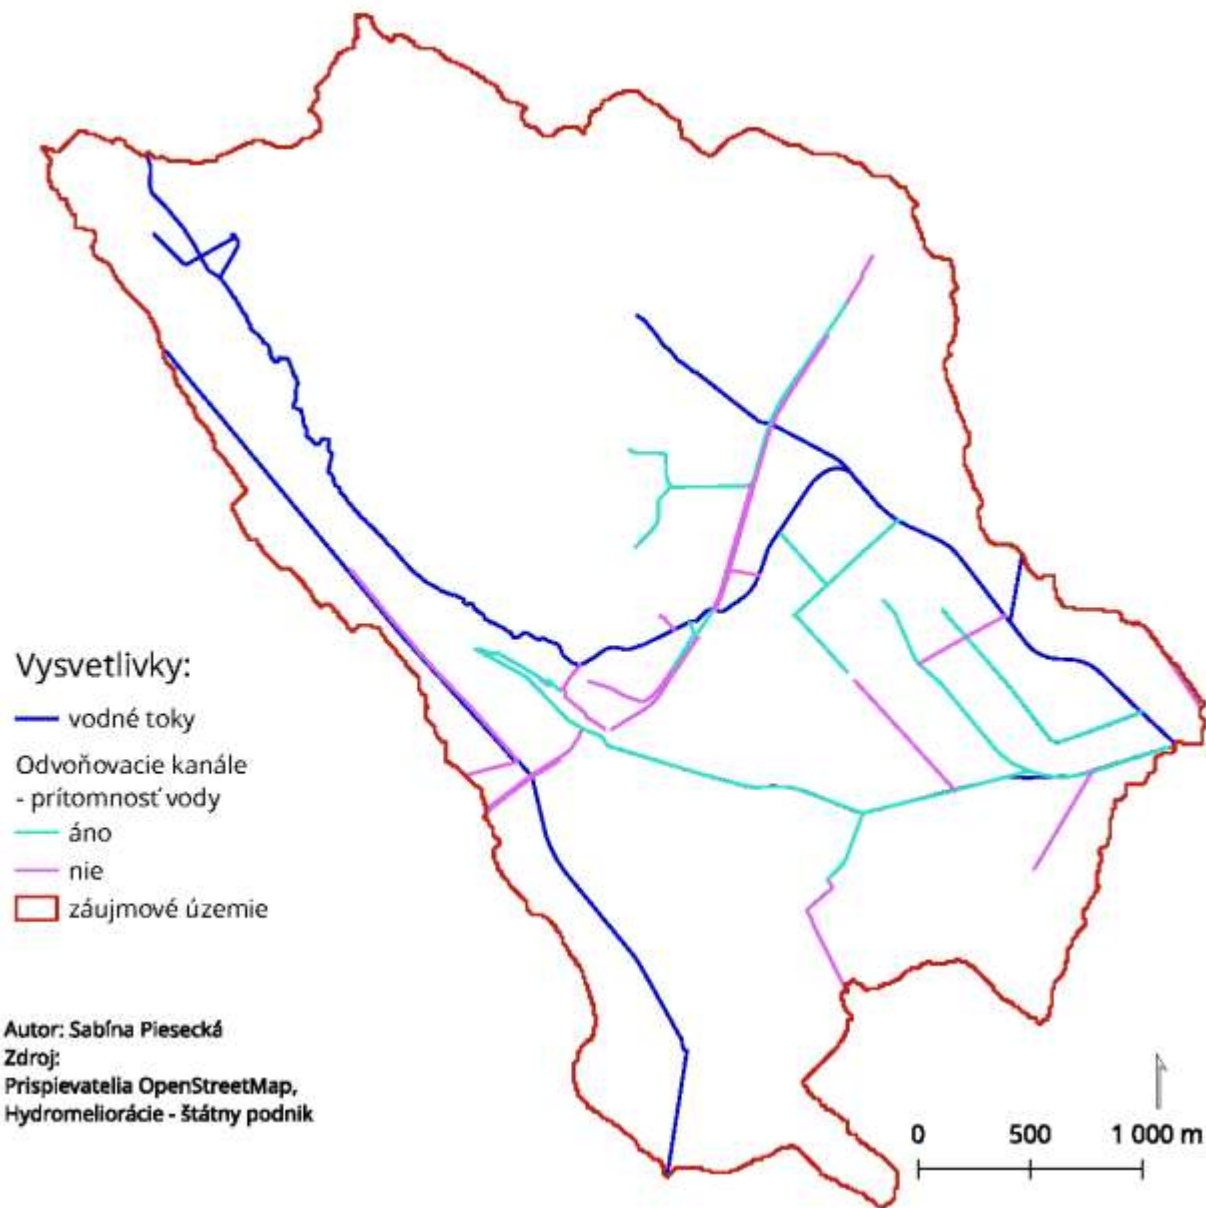 Vysvetlivky:
vodné toky
Odvoňovacie kanále
- prítomnosť vody
áno
nie
záujmové územie
Autor: Sabína Piesecká
Zdroj:
Prispievatelia OpenStreetMap,
Hydromeliorácie - štátny podnik
0 500 1 000 m